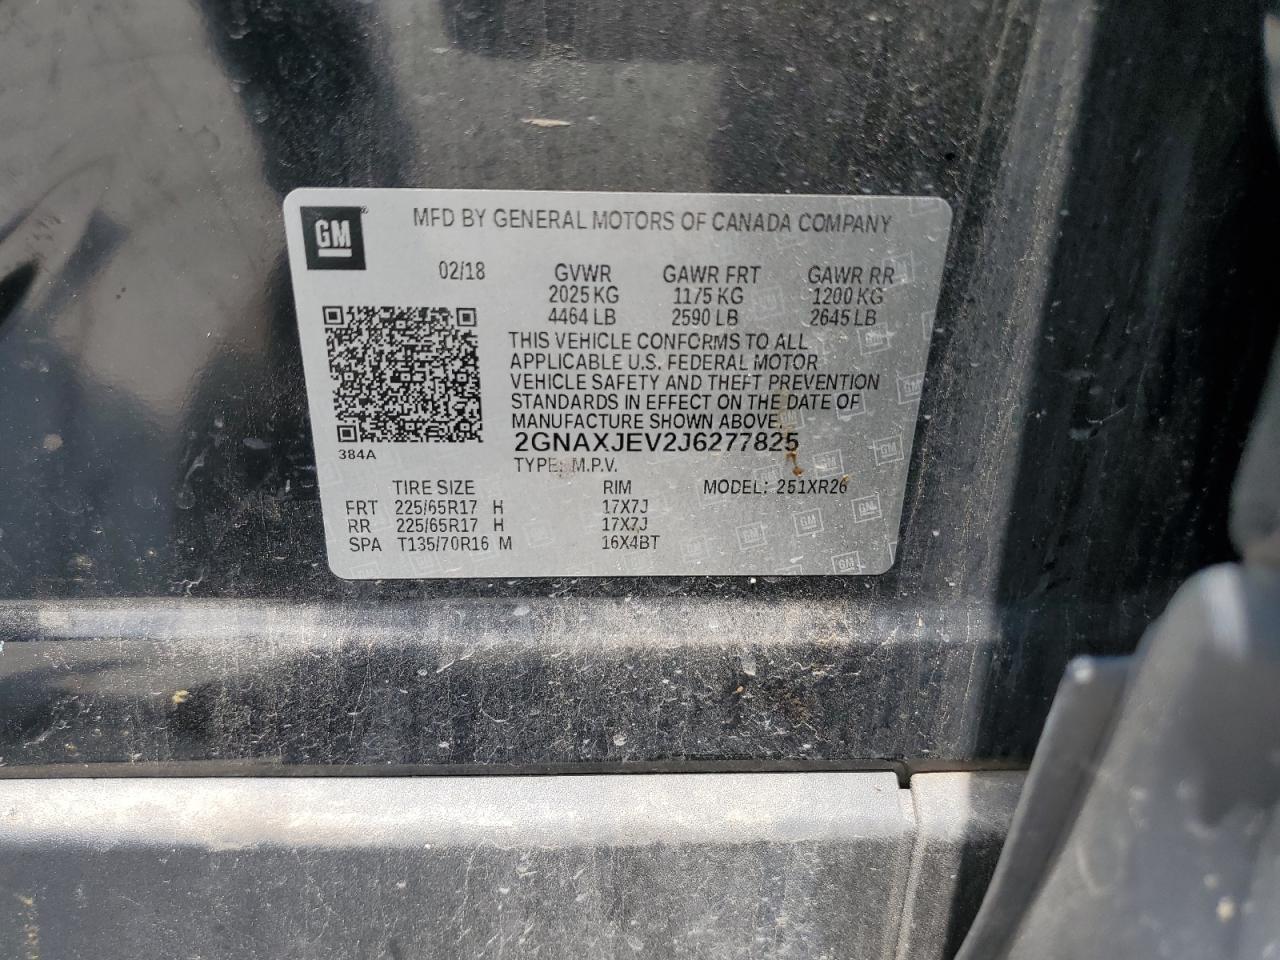 GM
MFD BY GENERAL MOTORS OF CANADA COMPANY
02/18 GVWR GAWR FRT GAWR RR
2025 KG 1175 KG 1200 KG
4464 LB 2590 LB 2645 LB
THIS VEHICLE CONFORMS TO ALL
APPLICABLE U.S. FEDERAL MOTOR
VEHICLE SAFETY AND THEFT PREVENTION
STANDARDS IN EFFECT ON THE DATE OF
MANUFACTURE SHOWN ABOVE.
2GNAXJEV2J6277825
384A
TYPE: M.P.V.
TIRE SIZE RIM MODEL: 251XR26
FRT 225/65R17 H 17X7J
RR 225/65R17 H 17X7J
SPA T135/70R16 M 16X4BT